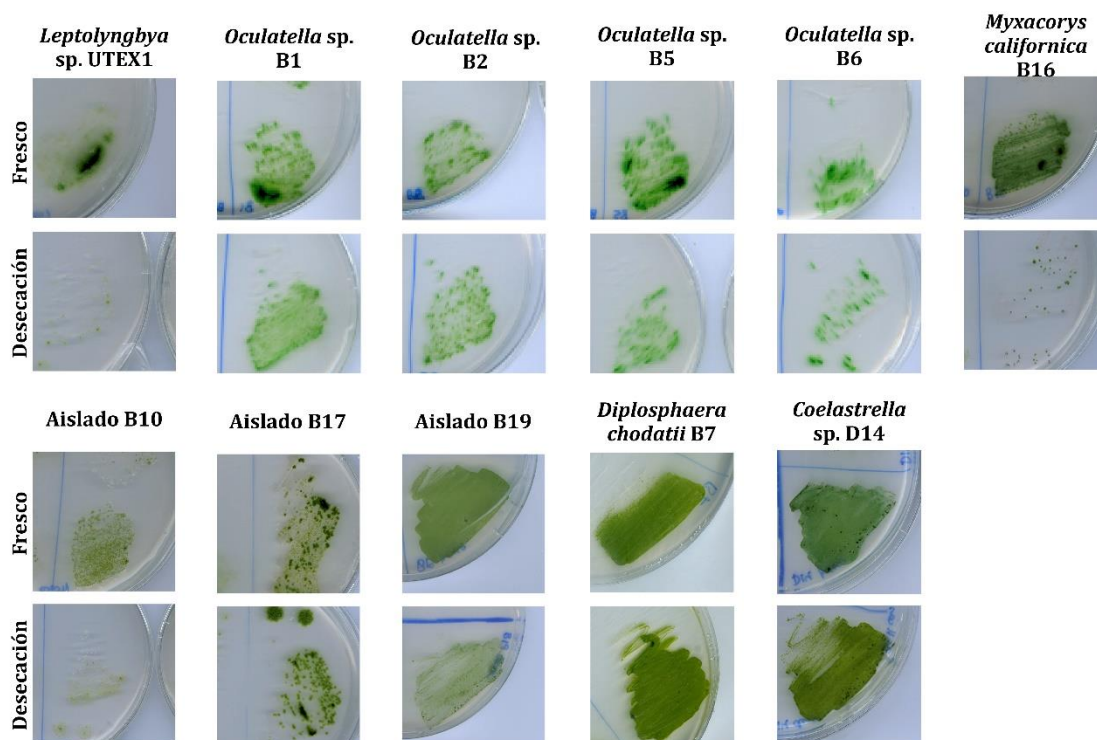 Leptolyngbya
sp. UTEX1
Oculatella sp.
B1
Oculatella sp.
B2
Oculatella sp.
B5
Oculatella sp.
B6
Myxacorys
californica
B16
Fresco
Desecación
Aislado B10
Aislado B17
Aislado B19
Diplosphaera
chodatii B7
Coelastrella
sp. D14
Fresco
Desecación